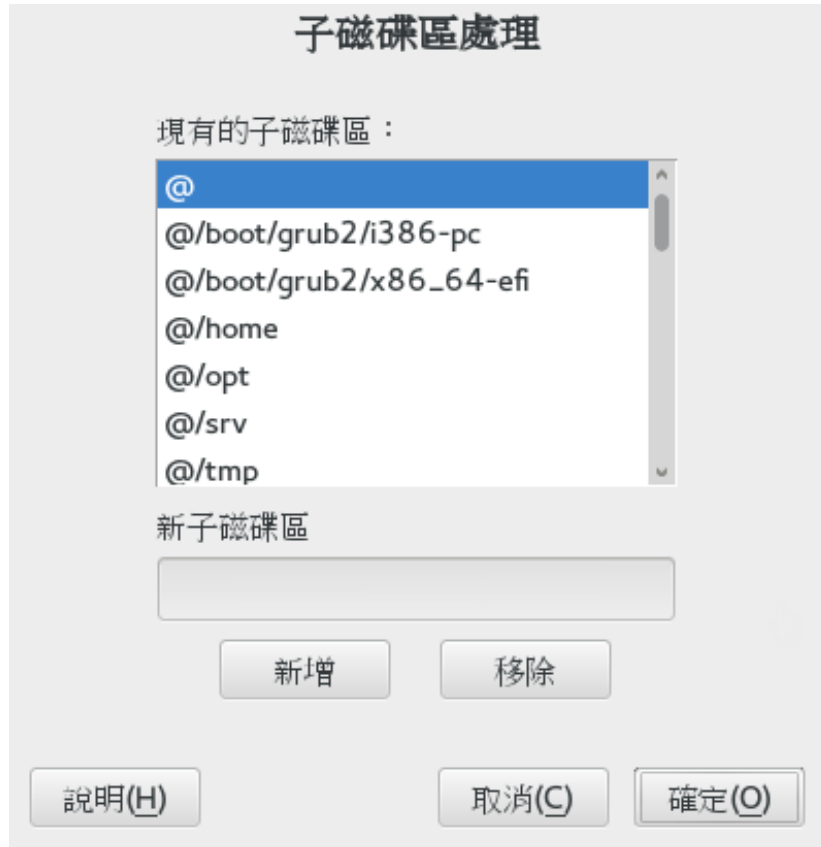 子磁碟區處理
現有的子磁碟區：
@
@/boot/grub2/i386-pc
@/boot/grub2/x86_64-efi
@/home
@/opt
@/srv
@/tmp
新子磁碟區
新增 移除
說明(H) 取消(C) 確定(O)